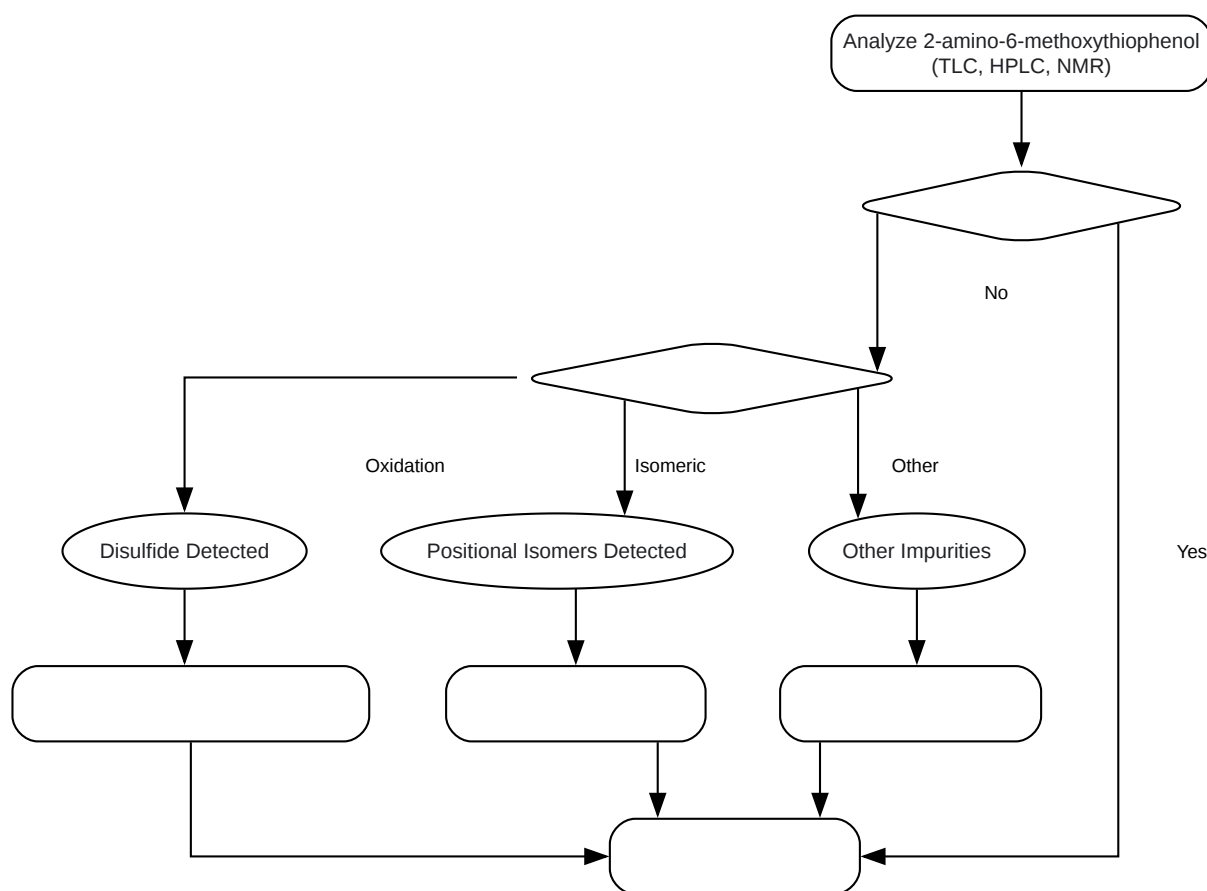 Analyze 2-amino-6-methoxythiophenol
(TLC, HPLC, NMR)
No
Oxidation
Isomeric
Other
Disulfide Detected
Positional Isomers Detected
Other Impurities
Yes